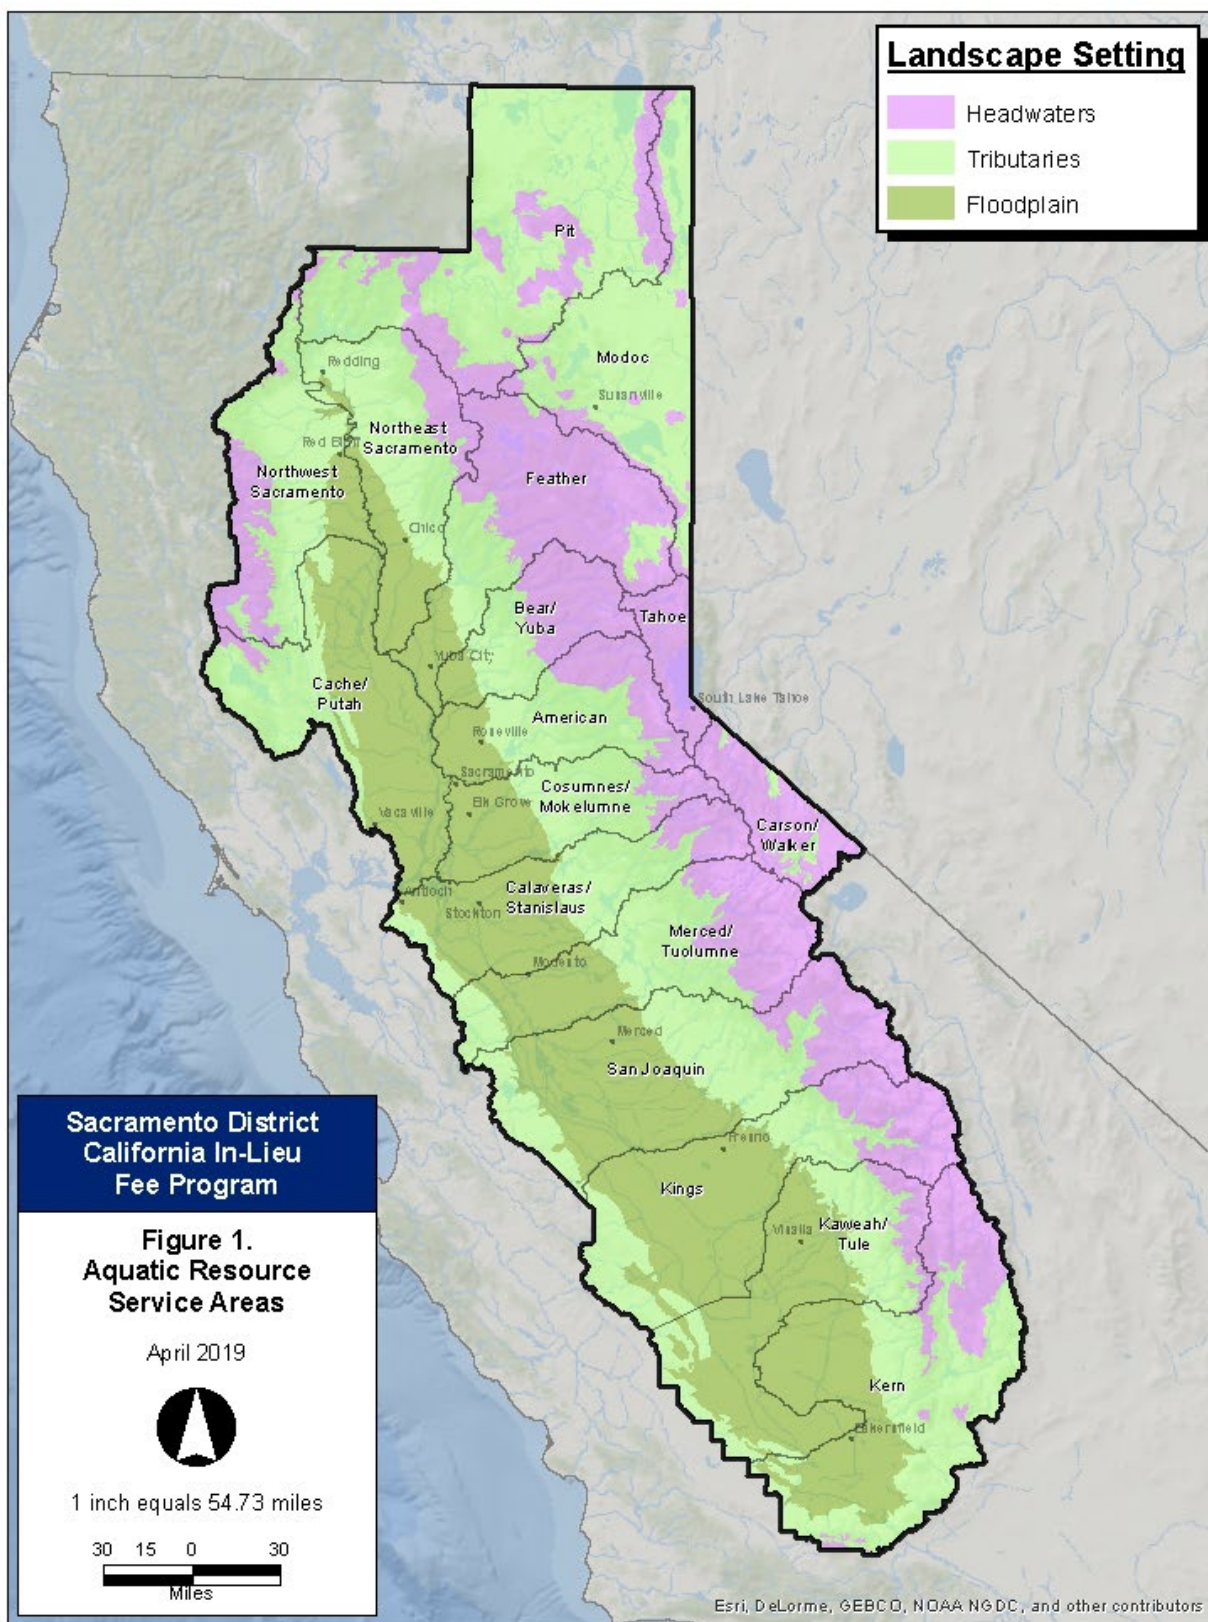 Landscape Setting
Headwaters
Tributaries
Floodplain
Pit
Modoc
Redding
Susanville
Northeast
Sacramento
Red Bluff
Northwest
Sacramento
Feather
Chico
Bear/
Yuba
Tahoe
Yuba City
Cache/
Putah
South Lake Tahoe
American
Roseville
Sacramento
Cosumnes/
Mokelumne
Elk Grove
Vacaville
Carson/
Walker
Antioch
Calaveras/
Stanislaus
Stockton
Merced/
Tuolumne
Modesto
Merced
San Joaquin
Fresno
Kings
Visalia
Kaweah/
Tule
Kern
Bakersfield
Sacramento District
California In-Lieu
Fee Program
Figure 1.
Aquatic Resource
Service Areas
April 2019
1 inch equals 54.73 miles
30 15 0 30
Miles
Esri, DeLorme, GEBCO, NOAA NGDC, and other contributors